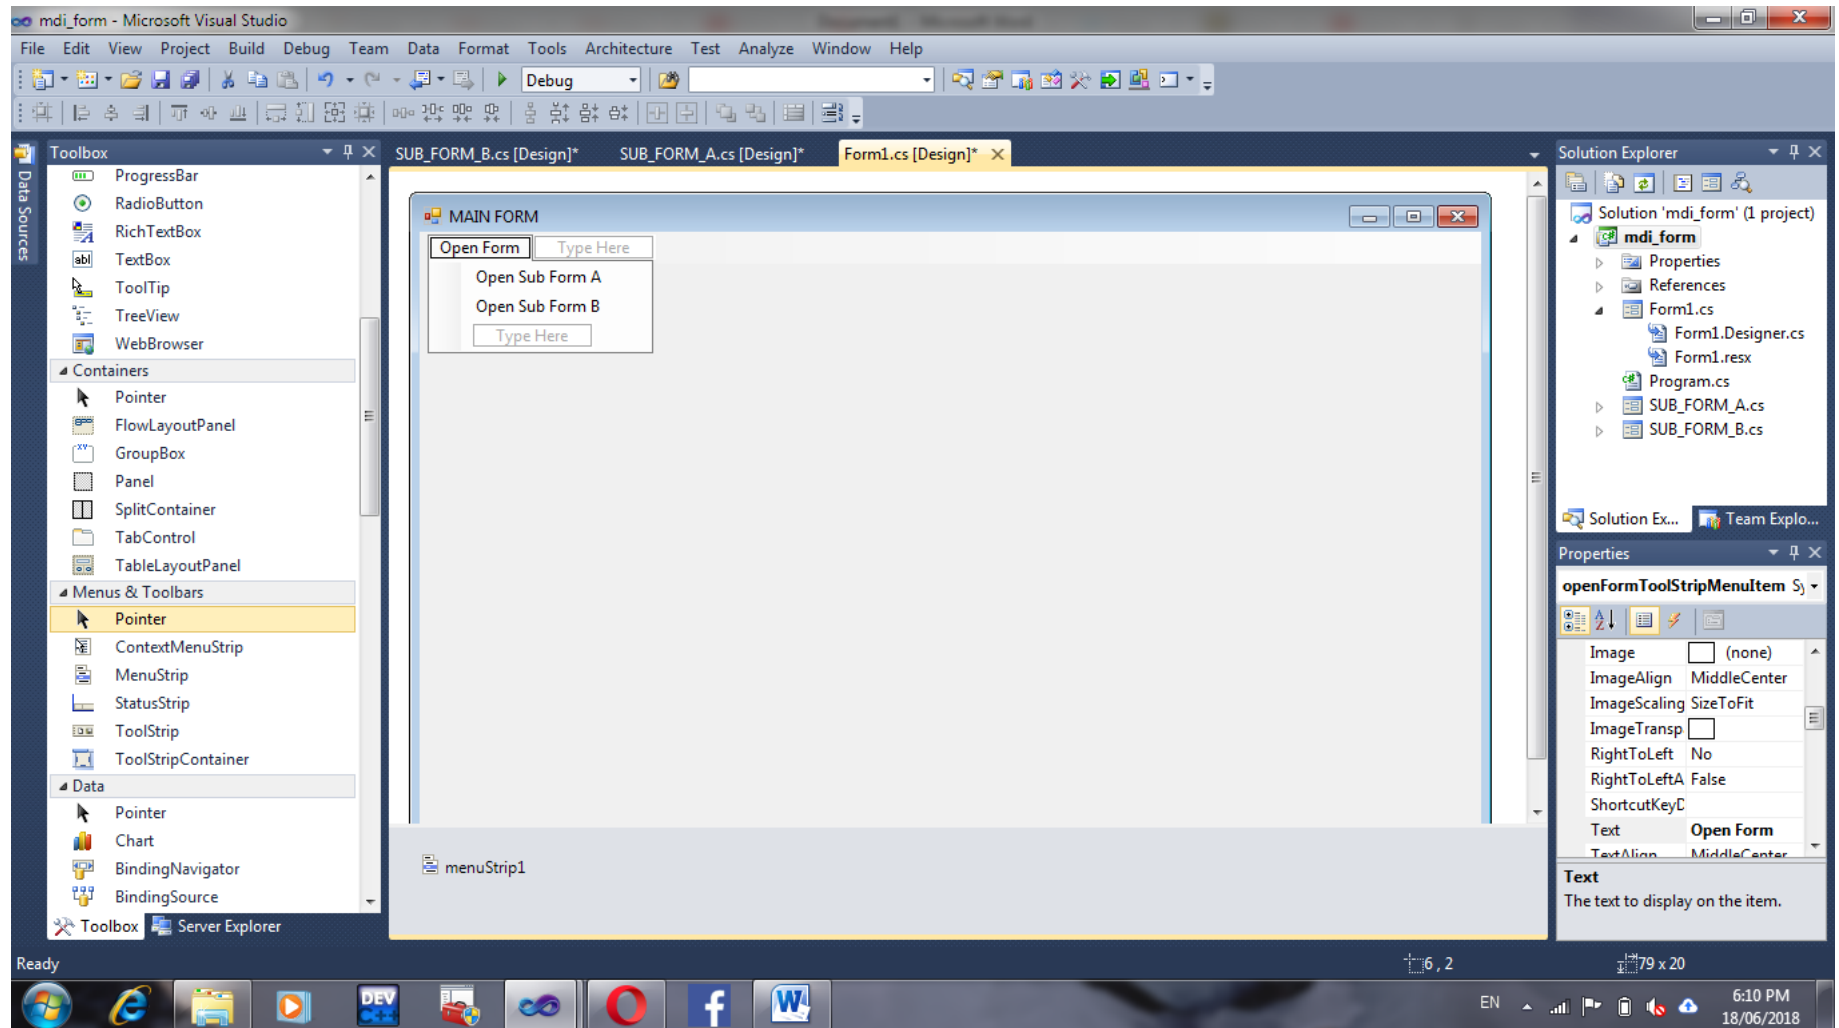 mdi_form - Microsoft Visual Studio
File Edit View Project Build Debug Team Data Format Tools Architecture Test Analyze Window Help
Debug
Toolbox
SUB_FORM_B.cs [Design]* SUB_FORM_A.cs [Design]* Form1.cs [Design]*
Solution Explorer
Data Sources
ProgressBar
RadioButton
RichTextBox
TextBox
ToolTip
TreeView
WebBrowser
Containers
Pointer
FlowLayoutPanel
GroupBox
Panel
SplitContainer
TabControl
TableLayoutPanel
Menus & Toolbars
Pointer
ContextMenuStrip
MenuStrip
StatusStrip
ToolStrip
ToolStripContainer
Data
Pointer
Chart
BindingNavigator
BindingSource
Toolbox Server Explorer
MAIN FORM
Open Form Type Here
Open Sub Form A
Open Sub Form B
Type Here
menuStrip1
Solution 'mdi_form' (1 project)
mdi_form
Properties
References
Form1.cs
Form1.Designer.cs
Form1.resx
Program.cs
SUB_FORM_A.cs
SUB_FORM_B.cs
Solution Ex... Team Explo...
Properties
openFormToolStripMenuItem Sy
Image (none)
ImageAlign MiddleCenter
ImageScaling SizeToFit
ImageTransp
RightToLeft No
RightToLeftA False
ShortcutKeyD
Text Open Form
TextAlign MiddleCenter
Text
The text to display on the item.
Ready
6 , 2
79 x 20
DEV
C++
EN
6:10 PM
18/06/2018